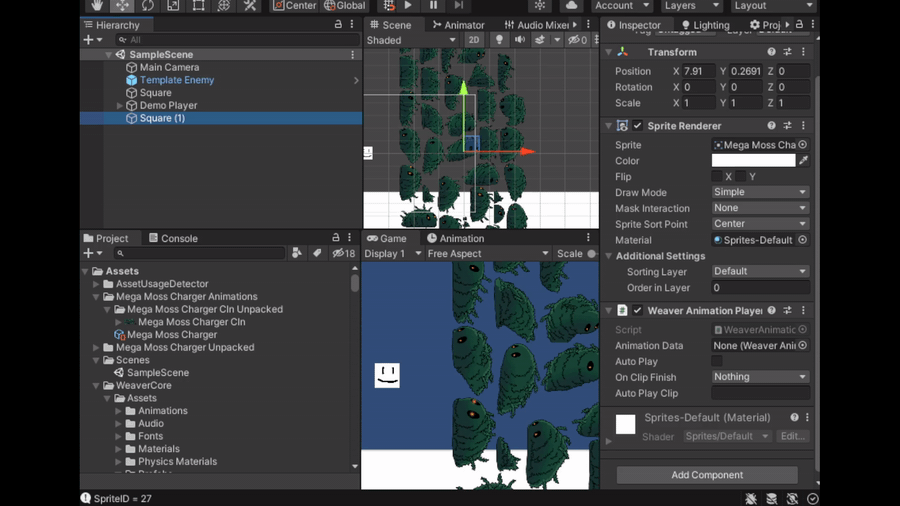 Center
Global
Account
Layers
Layout
Hierarchy
All
SampleScene
Main Camera
Template Enemy
Square
Demo Player
Square (1)
Scene
Animator
Audio Mixer
Shaded
2D
0
Inspector
Lighting
Proj
Transform
Position X 7.91 Y 0.2691 Z 0
Rotation X 0 Y 0 Z 0
Scale X 1 Y 1 Z 1
Sprite Renderer
Sprite Mega Moss Cha
Color
Flip X Y
Draw Mode Simple
Mask Interaction None
Sprite Sort Point Center
Material Sprites-Default
Additional Settings
Sorting Layer Default
Order in Layer 0
Weaver Animation Player
Script WeaverAnimatic
Animation Data None (Weaver Ani
Auto Play
On Clip Finish Nothing
Auto Play Clip
Sprites-Default (Material)
Shader Sprites/Default Edit...
Add Component
Project
Console
18
Assets
AssetUsageDetector
Mega Moss Charger Animations
Mega Moss Charger Cln Unpacked
Mega Moss Charger Cln
Mega Moss Charger
Mega Moss Charger Unpacked
Scenes
SampleScene
WeaverCore
Assets
Animations
Audio
Fonts
Materials
Physics Materials
Game
Animation
Display 1
Free Aspect
Scale
SpriteID = 27